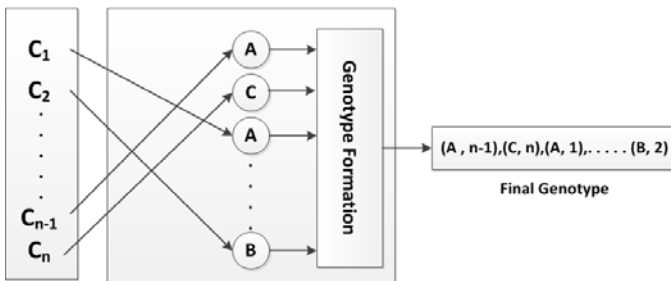 C1
C2
.
.
.
.
.
Cn-1
Cn
A
C
A
.
.
.
.
B
Genotype Formation
(A , n-1),(C, n),(A, 1),. . . . . (B, 2)
Final Genotype